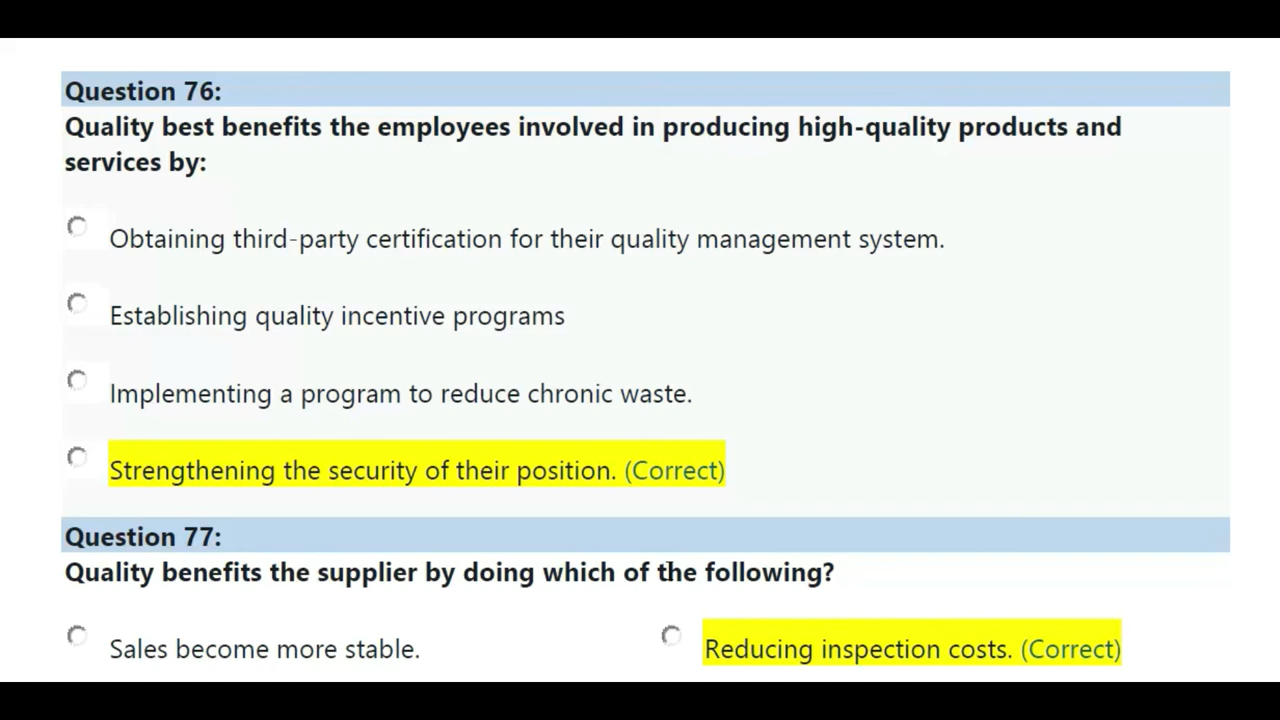 Question 76:
Quality best benefits the employees involved in producing high-quality products and
services by:
Obtaining third-party certification for their quality management system.
Establishing quality incentive programs
Implementing a program to reduce chronic waste.
Strengthening the security of their position. (Correct)
Question 77:
Quality benefits the supplier by doing which of the following?
Sales become more stable.
Reducing inspection costs. (Correct)